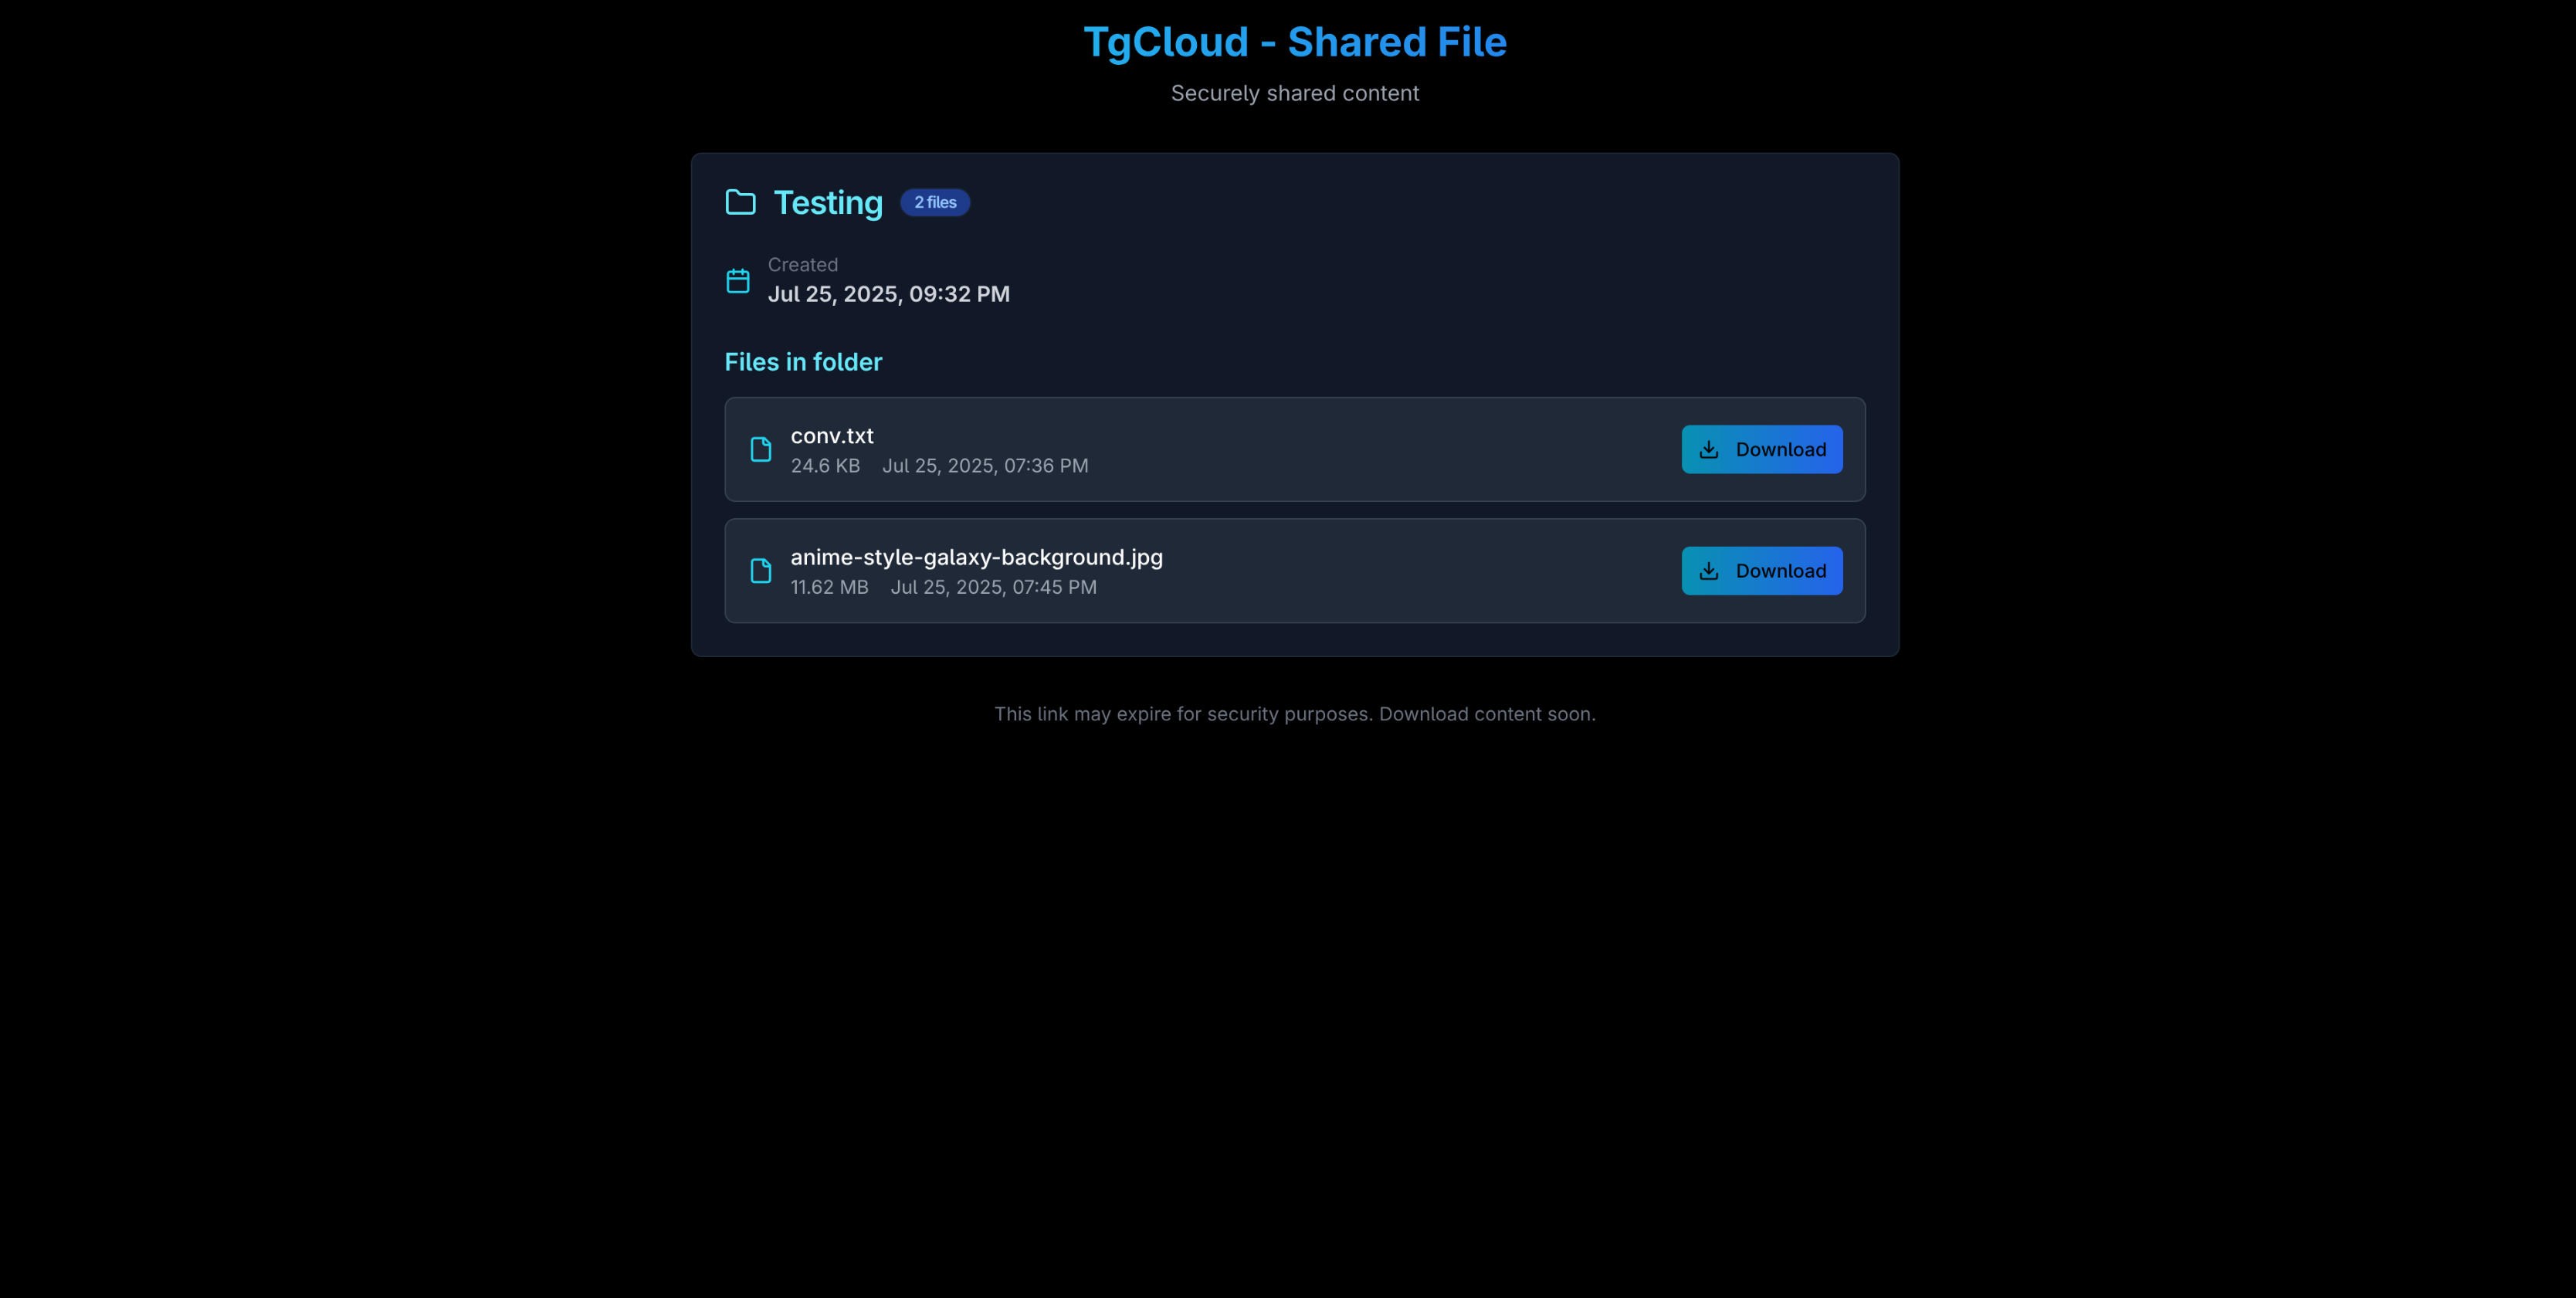 TgCloud - Shared File
Securely shared content
Testing 2 files
Created
Jul 25, 2025, 09:32 PM
Files in folder
conv.txt
24.6 KB Jul 25, 2025, 07:36 PM
Download
anime-style-galaxy-background.jpg
11.62 MB Jul 25, 2025, 07:45 PM
Download
This link may expire for security purposes. Download content soon.